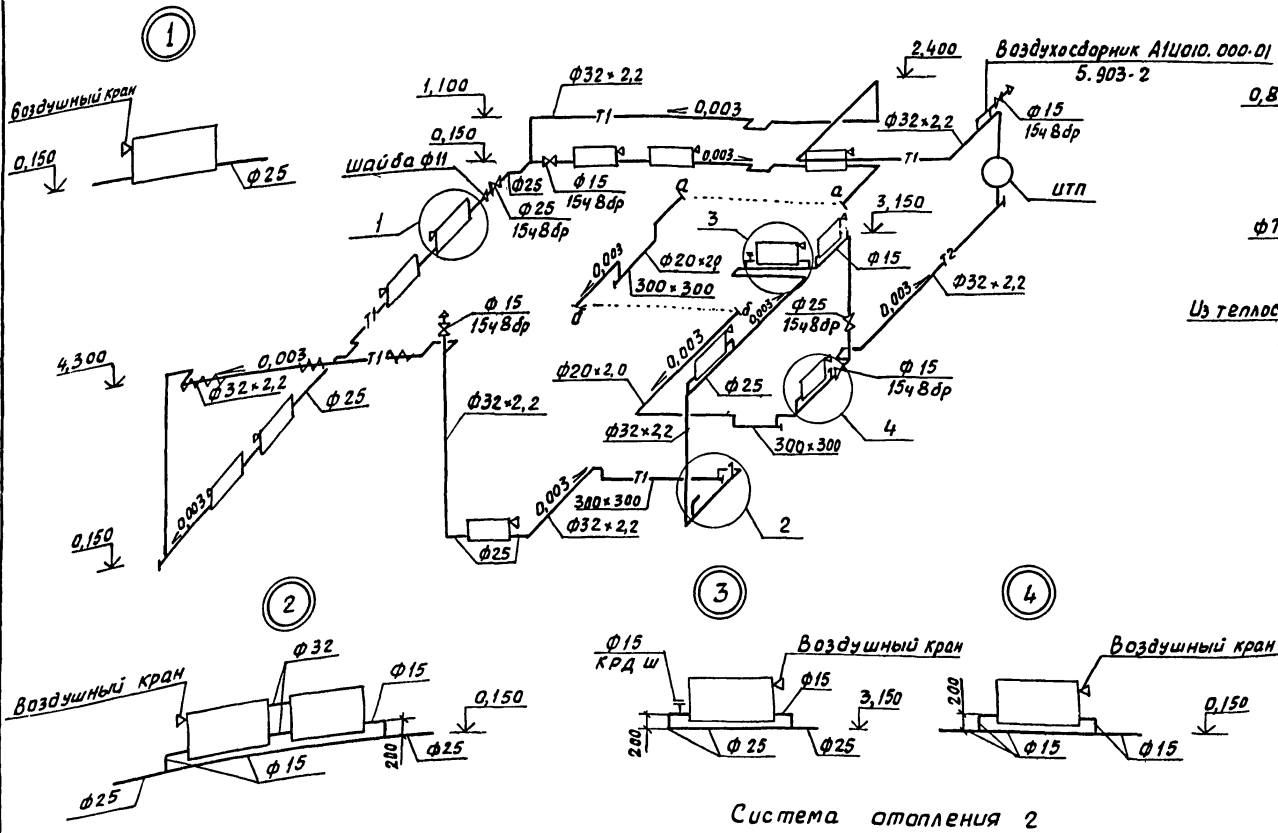 1
Воздушный кран
0,150
Ф25
1,100
0,150
Ф32×2,2
Т1
0,003
2,400
Воздухосборник А1И010.000-01
5.903-2
Ф32×2,2
Ф15
15ч8бр
0,8
шайба Ф11
Ф25
Ф25
15ч8бр
Ф15
15ч8бр
0,003
Т1
ИТП
1
а
а
3
3,150
Ф15
Ф7
0,003
Ф20×2,0
300×300
б
б
0,003
Т2
0,003
Ф32×2,2
Из теплос
Т1
Ф15
15ч8бр
Ф25
15ч8бр
4,300
0,003
Т1
Ф32×2,2
Ф25
Ф32×2,2
0,003
Ф20×2,0
Ф25
Ф15
15ч8бр
4
Ф32×2,2
300×300
0,003
0,150
Т1
0,003
300×300
Ф32×2,2
Ф25
2
2
Воздушный кран
Ф32
Ф15
0,150
200
Ф25
Ф15
Ф25
3
Ф15
КРД Ш
Воздушный кран
Ф15
3,150
200
Ф25
Ф25
4
Воздушный кран
200
0,150
Ф15
Ф15
Система отопления 2